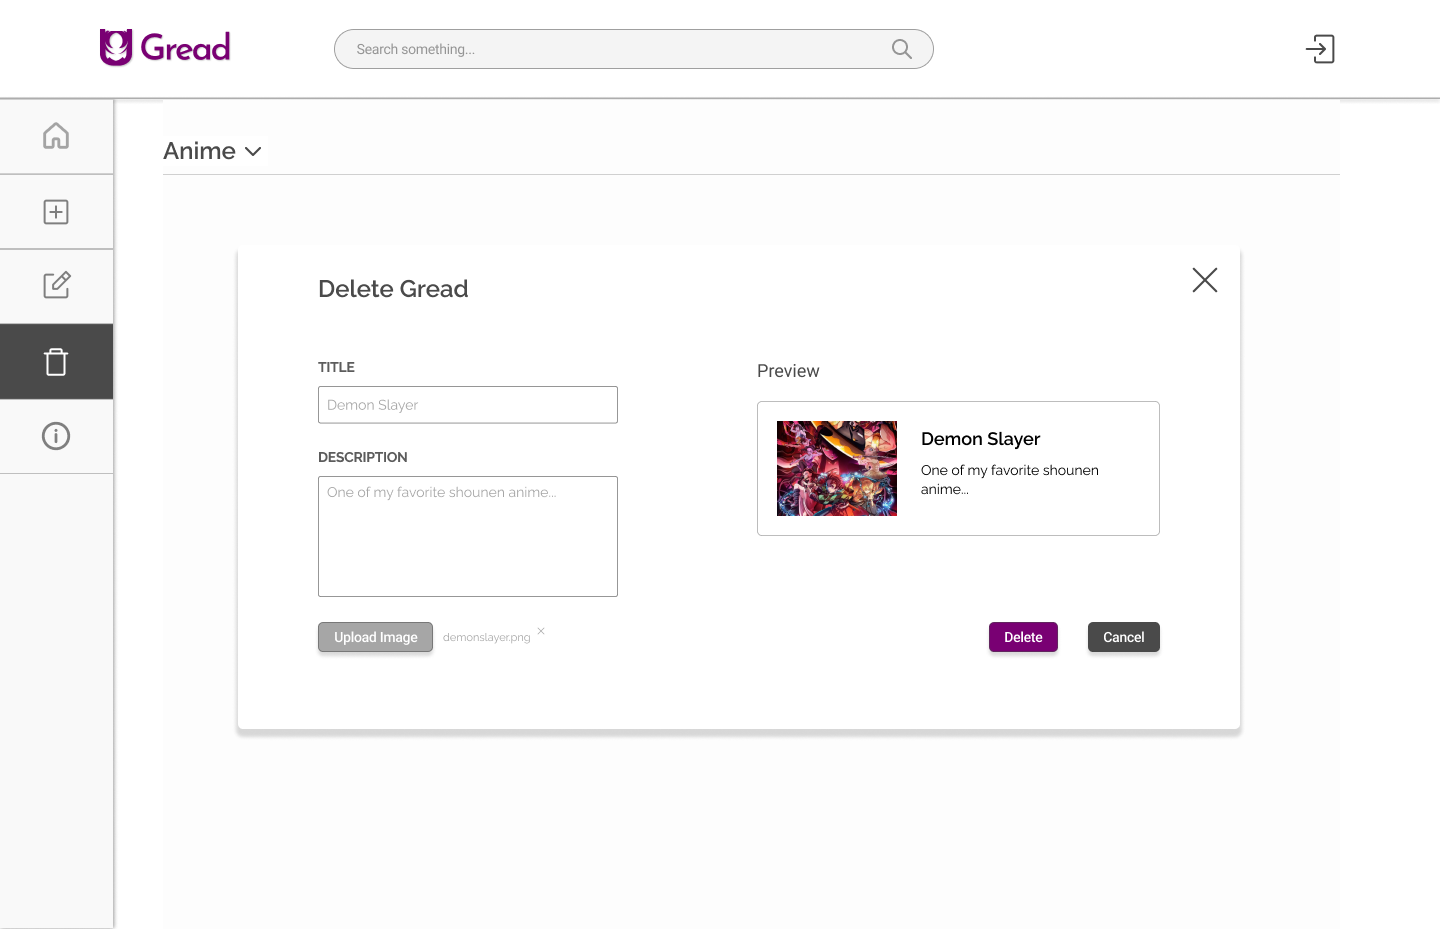 Gread
Search something...
Anime
Delete Gread
TITLE
Demon Slayer
DESCRIPTION
One of my favorite shounen anime...
Upload Image
demonslayer.png
Preview
Demon Slayer
One of my favorite shounen
anime...
Delete
Cancel